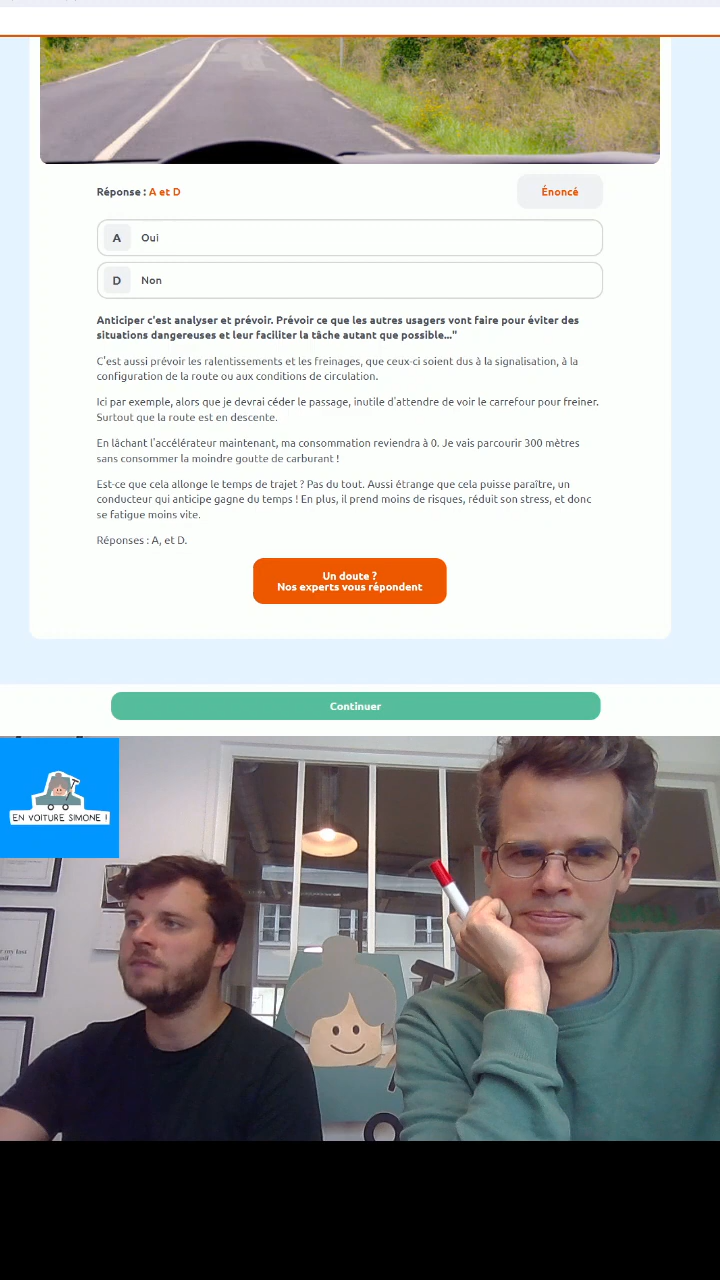 Réponse : A et D
Énoncé
A Oui
D Non
Anticiper c'est analyser et prévoir. Prévoir ce que les autres usagers vont faire pour éviter des
situations dangereuses et leur faciliter la tâche autant que possible..."
C'est aussi prévoir les ralentissements et les freinages, que ceux-ci soient dus à la signalisation, à la
configuration de la route ou aux conditions de circulation.
Ici par exemple, alors que je devrai céder le passage, inutile d'attendre de voir le carrefour pour freiner.
Surtout que la route est en descente.
En lâchant l'accélérateur maintenant, ma consommation reviendra à 0. Je vais parcourir 300 mètres
sans consommer la moindre goutte de carburant !
Est-ce que cela allonge le temps de trajet ? Pas du tout. Aussi étrange que cela puisse paraître, un
conducteur qui anticipe gagne du temps ! En plus, il prend moins de risques, réduit son stress, et donc
se fatigue moins vite.
Réponses : A, et D.
Un doute ?
Nos experts vous répondent
Continuer
EN VOITURE SIMONE !